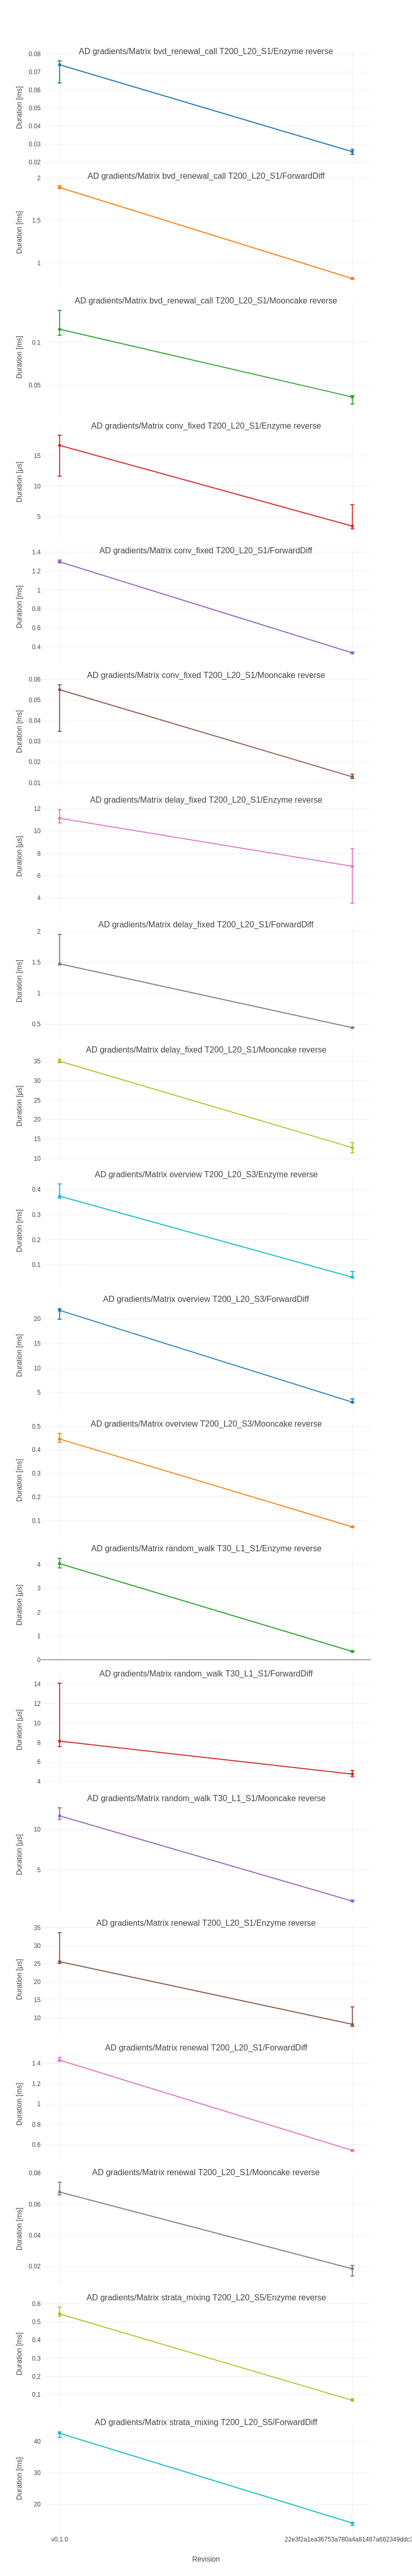 AD gradients/Matrix bvd_renewal_call T200_L20_S1/Enzyme reverse
Duration [ms]
0.08
0.07
0.06
0.05
0.04
0.03
0.02
AD gradients/Matrix bvd_renewal_call T200_L20_S1/ForwardDiff
Duration [ms]
2
1.5
1
AD gradients/Matrix bvd_renewal_call T200_L20_S1/Mooncake reverse
Duration [ms]
0.1
0.05
AD gradients/Matrix conv_fixed T200_L20_S1/Enzyme reverse
Duration [μs]
15
10
5
AD gradients/Matrix conv_fixed T200_L20_S1/ForwardDiff
Duration [ms]
1.4
1.2
1
0.8
0.6
0.4
AD gradients/Matrix conv_fixed T200_L20_S1/Mooncake reverse
Duration [ms]
0.06
0.05
0.04
0.03
0.02
0.01
AD gradients/Matrix delay_fixed T200_L20_S1/Enzyme reverse
Duration [μs]
12
10
8
6
4
AD gradients/Matrix delay_fixed T200_L20_S1/ForwardDiff
Duration [ms]
2
1.5
1
0.5
AD gradients/Matrix delay_fixed T200_L20_S1/Mooncake reverse
Duration [μs]
35
30
25
20
15
10
AD gradients/Matrix overview T200_L20_S3/Enzyme reverse
Duration [ms]
0.4
0.3
0.2
0.1
AD gradients/Matrix overview T200_L20_S3/ForwardDiff
Duration [ms]
20
15
10
5
AD gradients/Matrix overview T200_L20_S3/Mooncake reverse
Duration [ms]
0.5
0.4
0.3
0.2
0.1
AD gradients/Matrix random_walk T30_L1_S1/Enzyme reverse
Duration [μs]
4
3
2
1
0
AD gradients/Matrix random_walk T30_L1_S1/ForwardDiff
Duration [μs]
14
12
10
8
6
4
AD gradients/Matrix random_walk T30_L1_S1/Mooncake reverse
Duration [μs]
10
5
AD gradients/Matrix renewal T200_L20_S1/Enzyme reverse
Duration [μs]
35
30
25
20
15
10
AD gradients/Matrix renewal T200_L20_S1/ForwardDiff
Duration [ms]
1.4
1.2
1
0.8
0.6
AD gradients/Matrix renewal T200_L20_S1/Mooncake reverse
Duration [ms]
0.08
0.06
0.04
0.02
AD gradients/Matrix strata_mixing T200_L20_S5/Enzyme reverse
Duration [ms]
0.6
0.5
0.4
0.3
0.2
0.1
AD gradients/Matrix strata_mixing T200_L20_S5/ForwardDiff
Duration [ms]
40
30
20
v0.1.0
Revision